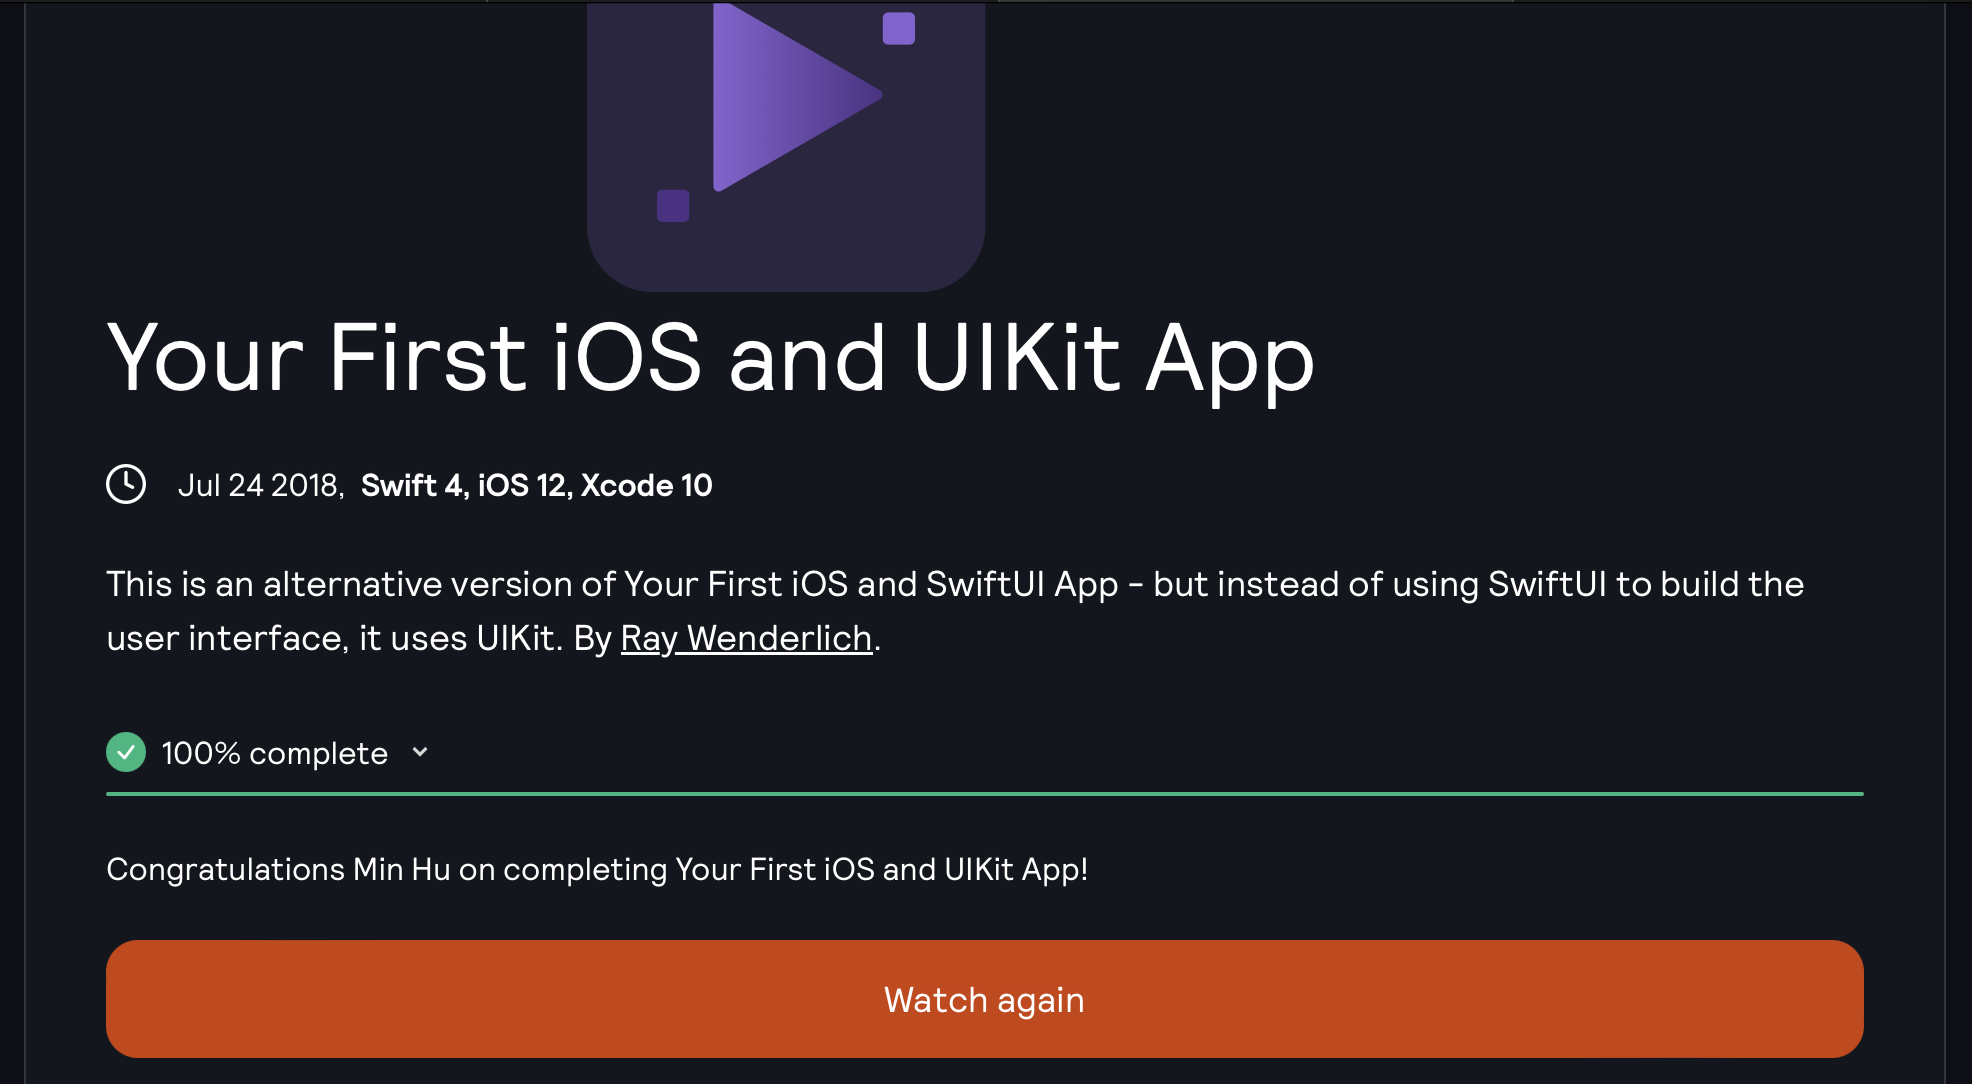 Your First iOS and UIKit App
Jul 24 2018, Swift 4, iOS 12, Xcode 10
This is an alternative version of Your First iOS and SwiftUI App - but instead of using SwiftUI to build the
user interface, it uses UIKit. By Ray Wenderlich.
100% complete
Congratulations Min Hu on completing Your First iOS and UIKit App!
Watch again